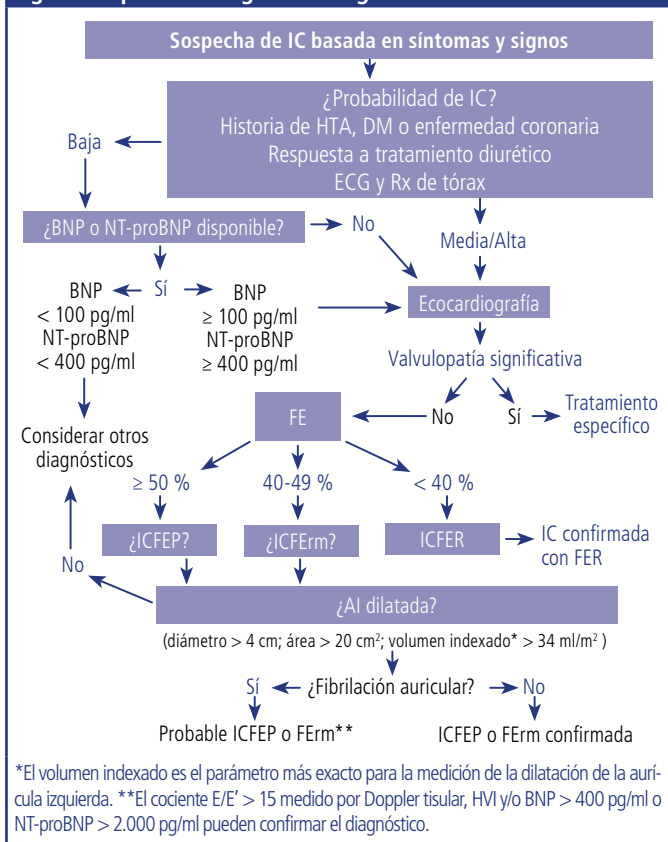 Sospecha de IC basada en síntomas y signos
¿Probabilidad de IC?
Historia de HTA, DM o enfermedad coronaria
Respuesta a tratamiento diurético
ECG y Rx de tórax
Baja
Media/Alta
¿BNP o NT-proBNP disponible?
No
Sí
BNP
< 100 pg/ml
NT-proBNP
< 400 pg/ml
BNP
≥ 100 pg/ml
NT-proBNP
≥ 400 pg/ml
Ecocardiografía
Valvulopatía significativa
No
Sí
Tratamiento
específico
FE
Considerar otros
diagnósticos
≥ 50 %
40-49 %
< 40 %
¿ICFEP?
¿ICFErm?
ICFER
IC confirmada
con FER
No
¿AI dilatada?
(diámetro > 4 cm; área > 20 cm²; volumen indexado* > 34 ml/m² )
Sí
¿Fibrilación auricular?
No
Probable ICFEP o FErm**
ICFEP o FErm confirmada
*El volumen indexado es el parámetro más exacto para la medición de la dilatación de la aurí-
cula izquierda. **El cociente E/E’ > 15 medido por Doppler tisular, HVI y/o BNP > 400 pg/ml o
NT-proBNP > 2.000 pg/ml pueden confirmar el diagnóstico.